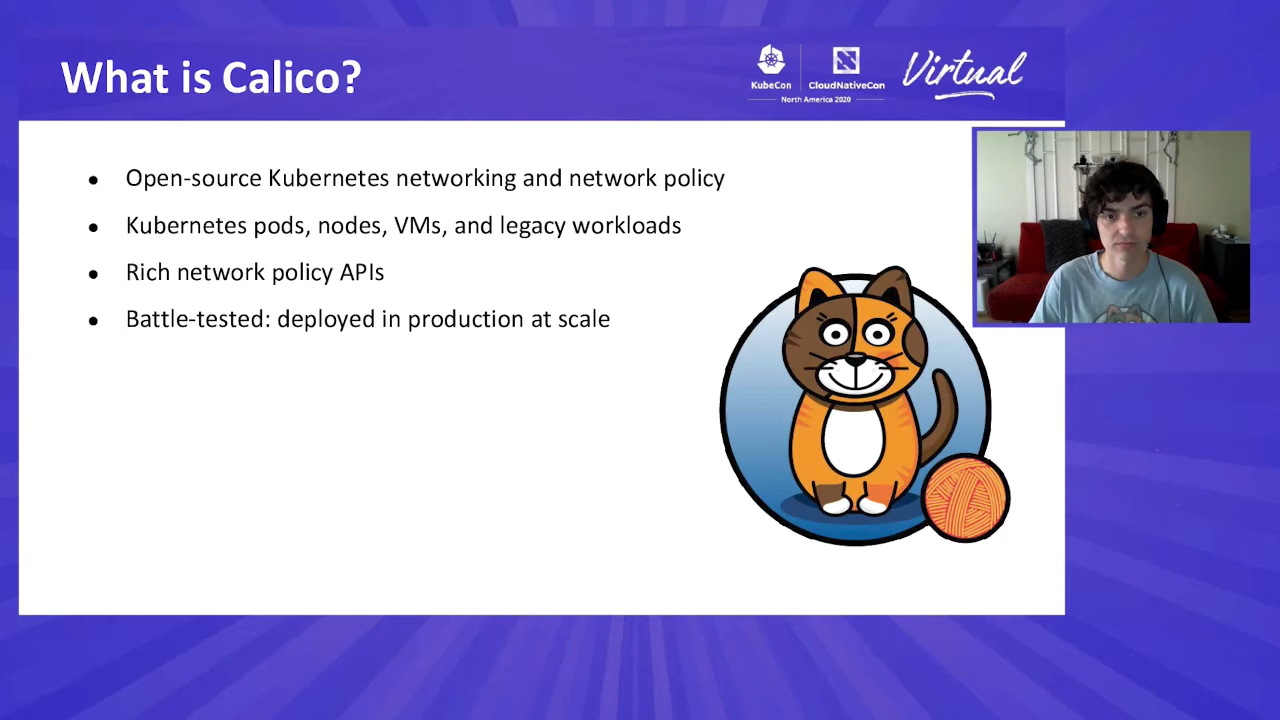 What is Calico?
KubeCon
CloudNativeCon
North America 2020
Virtual
• Open-source Kubernetes networking and network policy
• Kubernetes pods, nodes, VMs, and legacy workloads
• Rich network policy APIs
• Battle-tested: deployed in production at scale